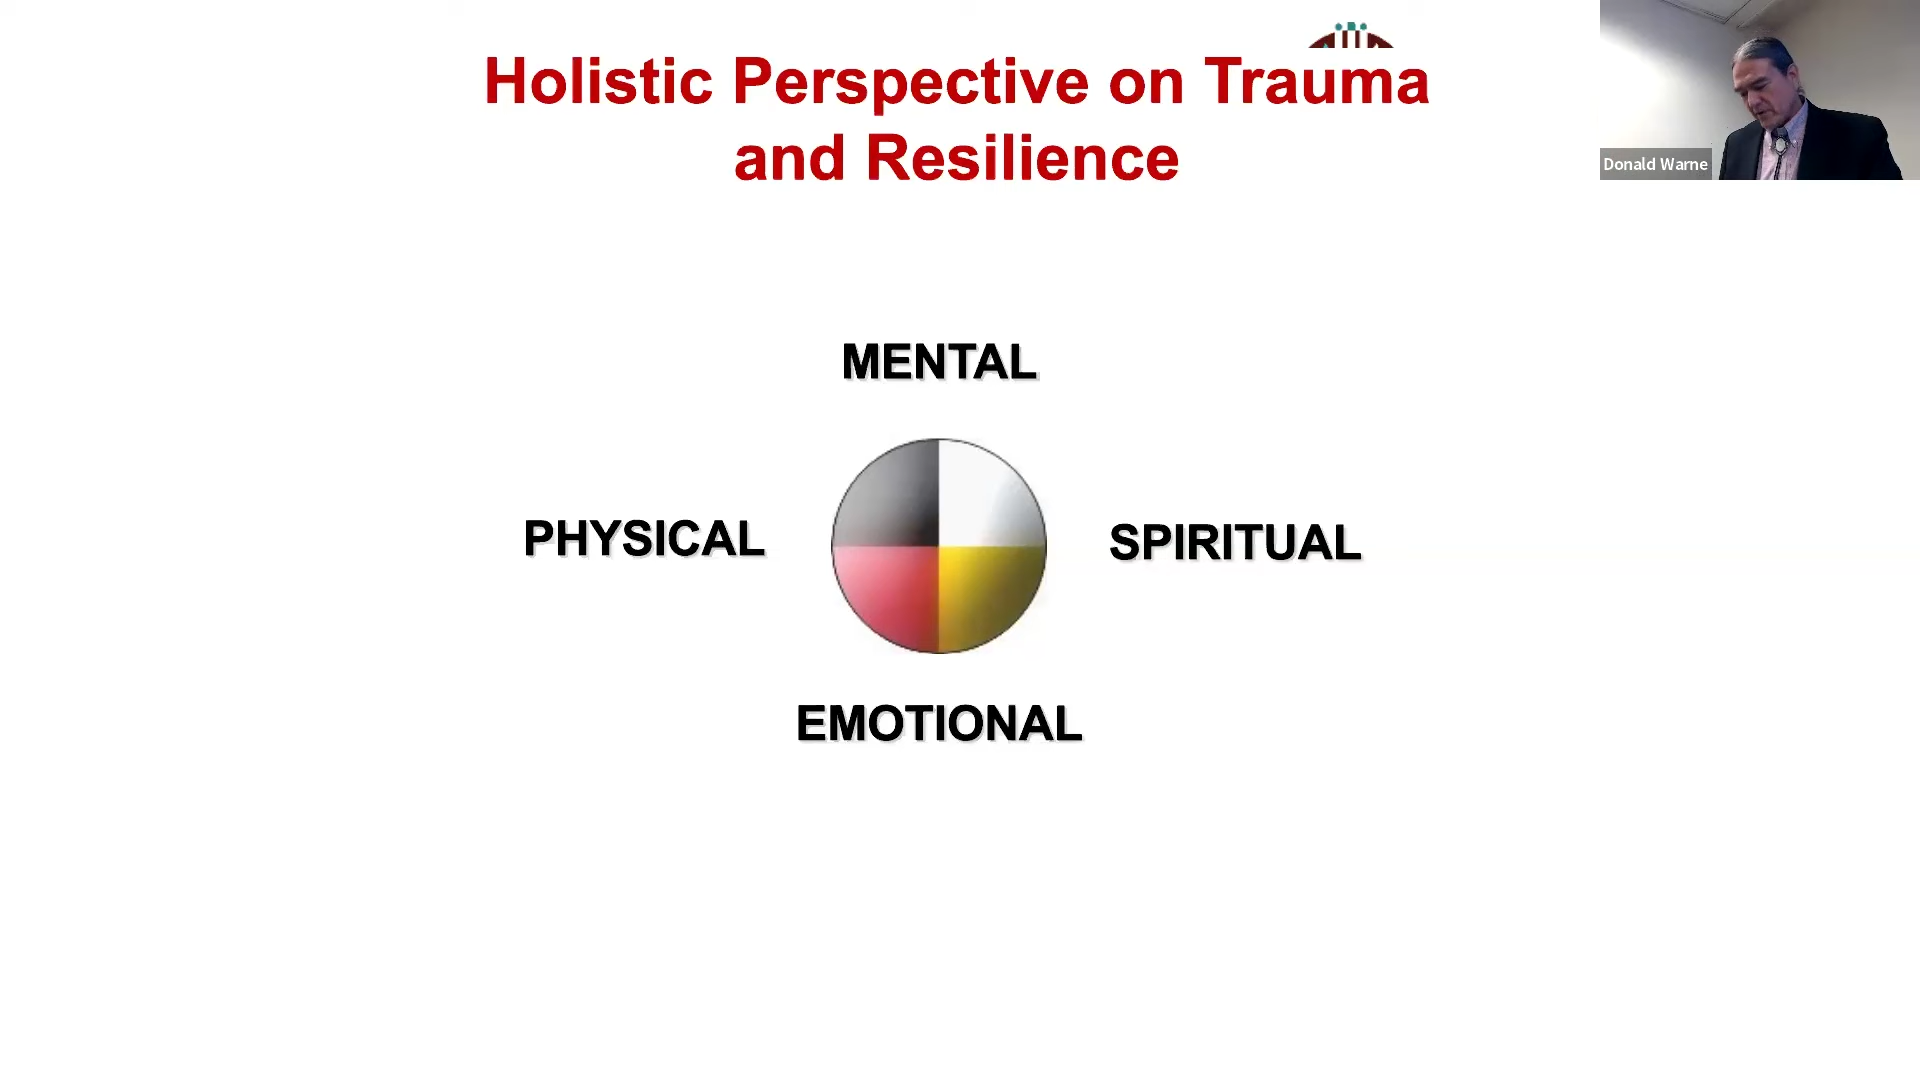 Holistic Perspective on Trauma
and Resilience
Donald Warne
MENTAL
PHYSICAL
SPIRITUAL
EMOTIONAL